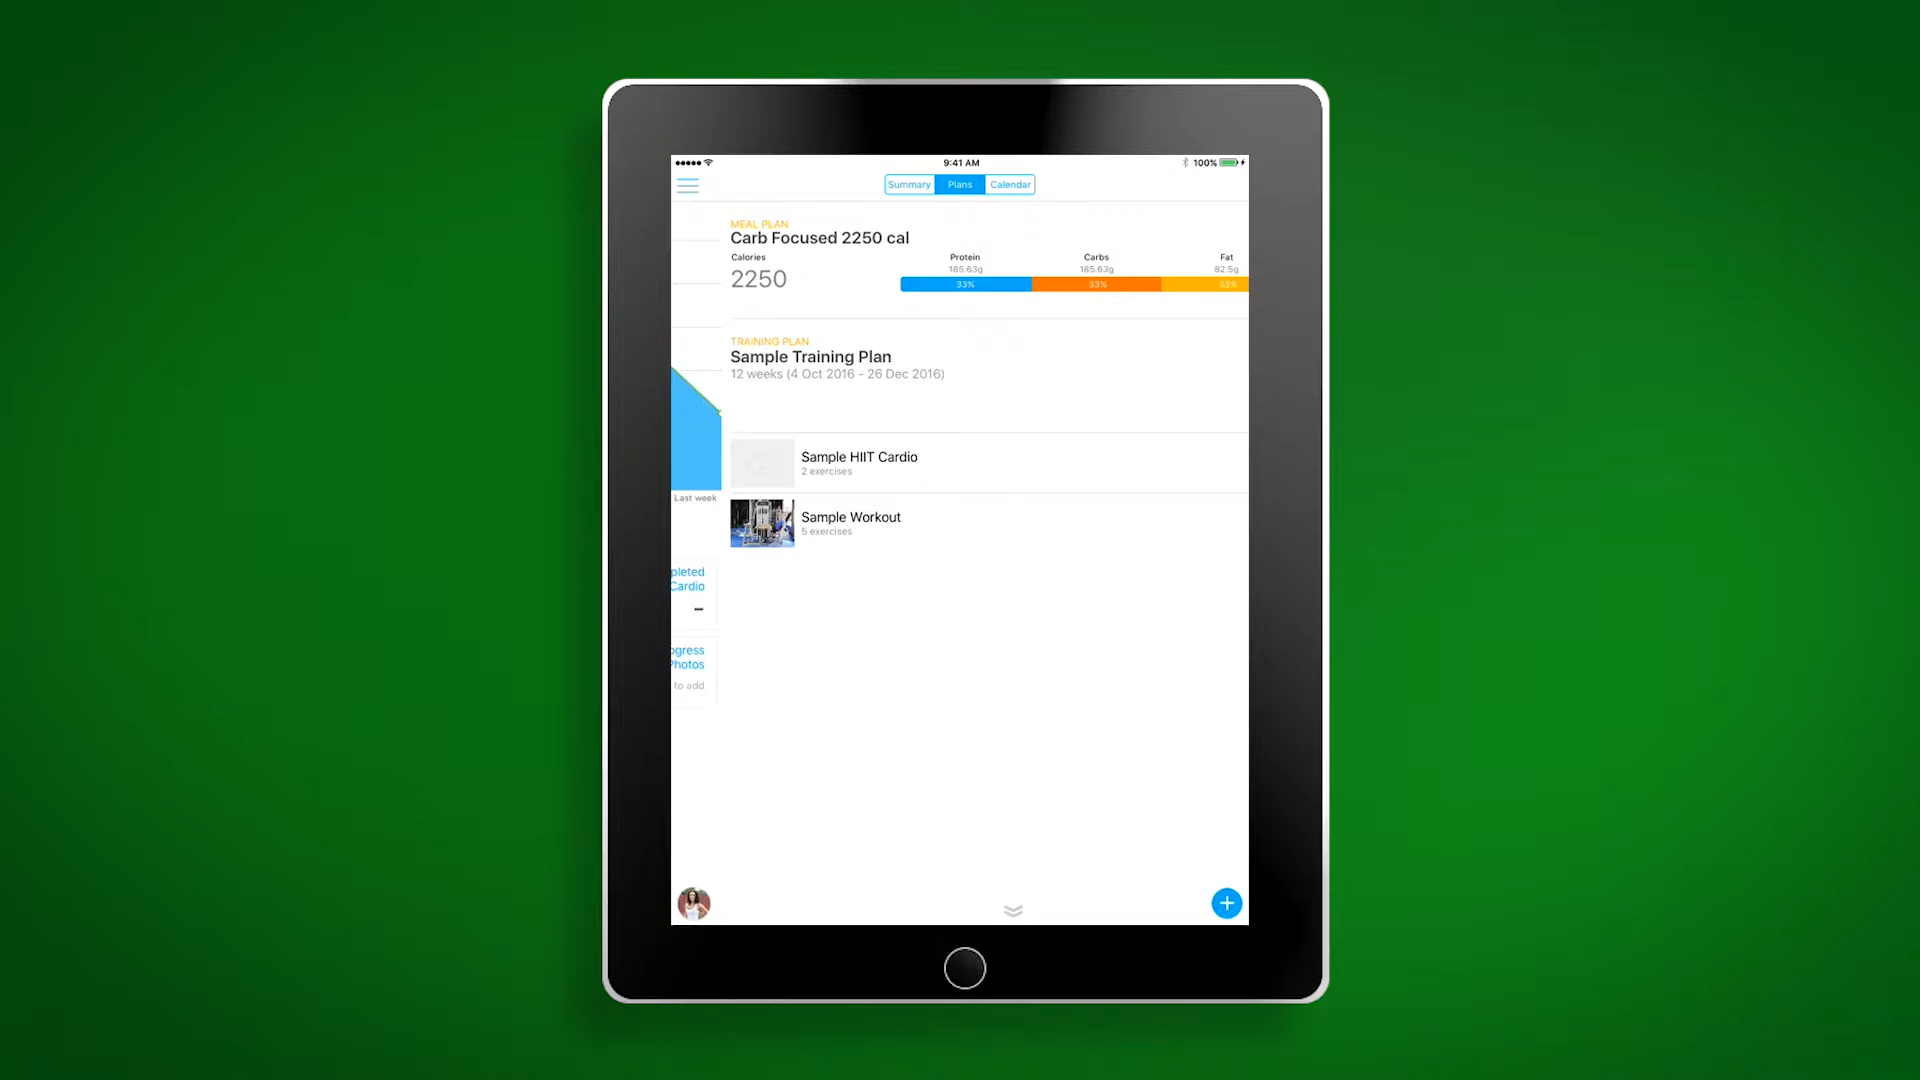 9:41 AM
100%
Summary
Plans
Calendar
MEAL PLAN
Carb Focused 2250 cal
Calories
Protein
Carbs
Fat
185.63g
185.63g
82.5g
2250
33%
33%
33%
TRAINING PLAN
Sample Training Plan
12 weeks (4 Oct 2016 - 26 Dec 2016)
Sample HIIT Cardio
2 exercises
Last week
Sample Workout
5 exercises
pleted
Cardio
ogress
Photos
to add